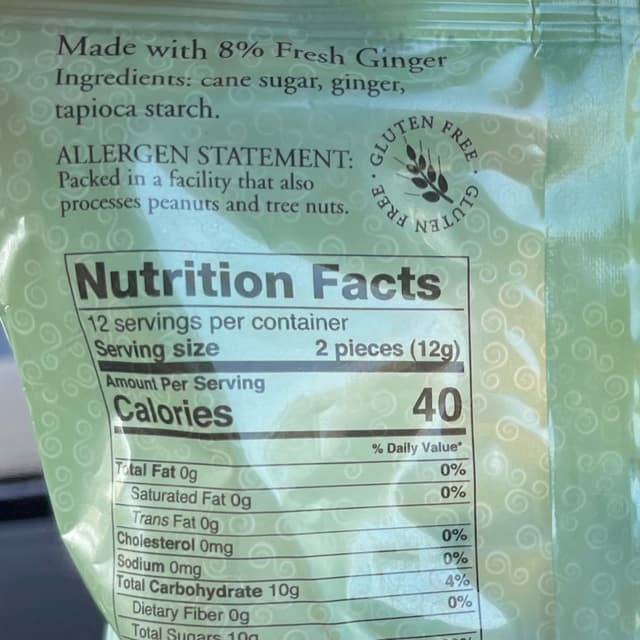 Made with 8% Fresh Ginger
Ingredients: cane sugar, ginger,
tapioca starch.
ALLERGEN STATEMENT:
Packed in a facility that also
processes peanuts and tree nuts.
GLUTEN FREE · GLUTEN FREE ·
Nutrition Facts
12 servings per container
Serving size 2 pieces (12g)
Amount Per Serving
Calories 40
% Daily Value*
Total Fat 0g 0%
Saturated Fat 0g 0%
Trans Fat 0g
Cholesterol 0mg 0%
Sodium 0mg 0%
Total Carbohydrate 10g 4%
Dietary Fiber 0g 0%
Total Sugars 10g